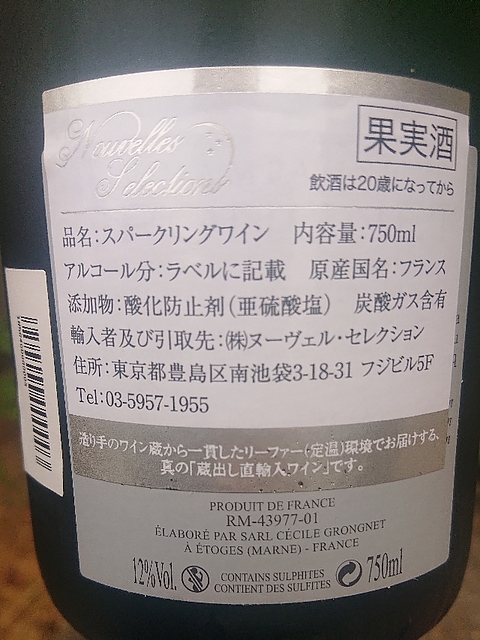 Nouvelles
Selections
果実酒
飲酒は20歳になってから
品名:スパークリングワイン 内容量:750ml
アルコール分:ラベルに記載 原産国名:フランス
添加物:酸化防止剤(亜硫酸塩) 炭酸ガス含有
輸入者及び引取先:㈱ヌーヴェル・セレクション
住所:東京都豊島区南池袋3-18-31 フジビル5F
Tel:03-5957-1955
造り手のワイン蔵から一貫したリーファー(定温)環境でお届けする、
真の「蔵出し直輸入ワイン」です。
PRODUIT DE FRANCE
RM-43977-01
ÉLABORÉ PAR SARL CÉCILE GRONGNET
À ÉTOGES (MARNE) - FRANCE
12%Vol. CONTAINS SULPHITES 750ml
CONTIENT DES SULFITES